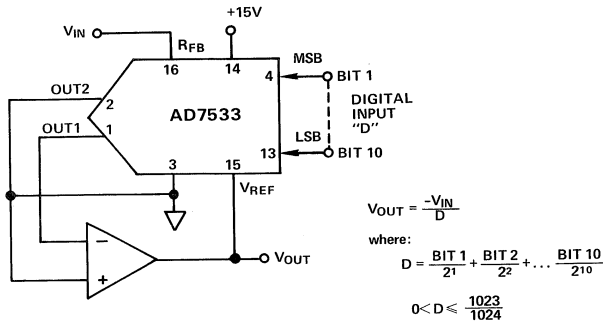 +15V
VIN RFB
16 14 MSB
4 BIT 1
OUT2
2 DIGITAL
INPUT
"D"
OUT1 1 AD7533
LSB
13 BIT 10
3 15
VREF
−
+
VOUT
VOUT = −VIN / D
where:
D = BIT 1 / 2¹ + BIT 2 / 2² + ... BIT 10 / 2¹⁰
0 < D ⩽ 1023 / 1024